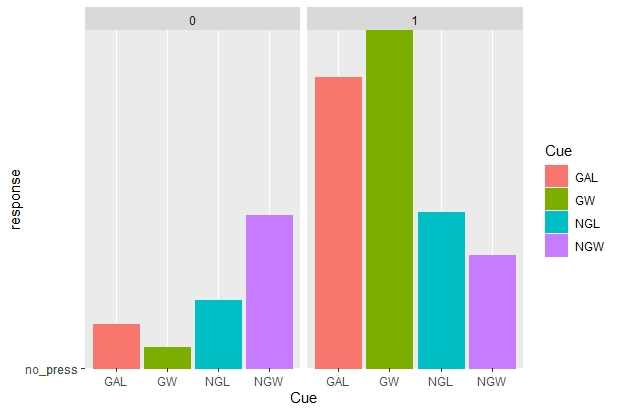 0 1
response
no_press
GAL GW NGL NGW GAL GW NGL NGW
Cue
Cue
GAL
GW
NGL
NGW